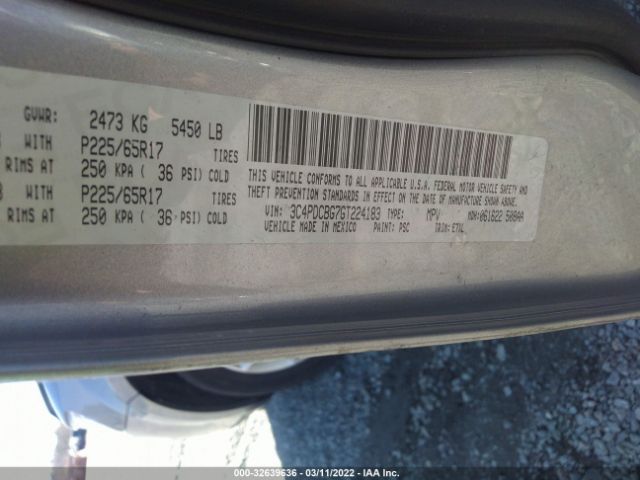 GVWR: 2473 KG 5450 LB
WITH P225/65R17 TIRES
RIMS AT 250 KPA ( 36 PSI) COLD
WITH P225/65R17 TIRES
RIMS AT 250 KPA ( 36 PSI) COLD
THIS VEHICLE CONFORMS TO ALL APPLICABLE U.S.A. FEDERAL MOTOR VEHICLE SAFETY AND
THEFT PREVENTION STANDARDS IN EFFECT ON THE DATE OF MANUFACTURE SHOWN ABOVE.
VIN: 3C4PDCBG7GT224183 TYPE: MPV MDH: 061622
VEHICLE MADE IN MEXICO PAINT: PSC TRIM:
000-32639636 - 03/11/2022 - IAA Inc.